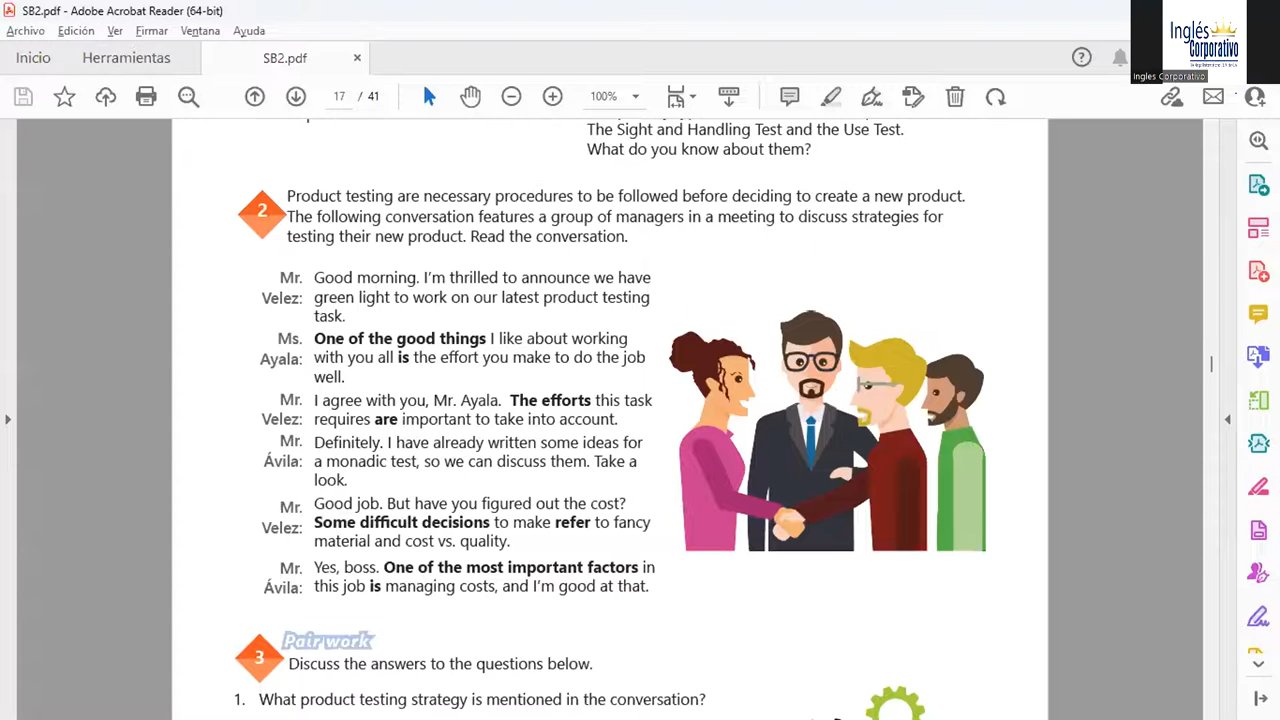 SB2.pdf - Adobe Acrobat Reader (64-bit)
Archivo Edición Ver Firmar Ventana Ayuda
Inicio Herramientas SB2.pdf ×
17 / 41 100%
Inglés
Corporativo
Ingles Corporativo
The Sight and Handling Test and the Use Test.
What do you know about them?
2
Product testing are necessary procedures to be followed before deciding to create a new product.
The following conversation features a group of managers in a meeting to discuss strategies for
testing their new product. Read the conversation.
Mr. Good morning. I'm thrilled to announce we have
Velez: green light to work on our latest product testing
task.
Ms. One of the good things I like about working
Ayala: with you all is the effort you make to do the job
well.
Mr. I agree with you, Mr. Ayala. The efforts this task
Velez: requires are important to take into account.
Mr. Definitely. I have already written some ideas for
Ávila: a monadic test, so we can discuss them. Take a
look.
Mr. Good job. But have you figured out the cost?
Velez: Some difficult decisions to make refer to fancy
material and cost vs. quality.
Mr. Yes, boss. One of the most important factors in
Ávila: this job is managing costs, and I'm good at that.
Pair work
3
Discuss the answers to the questions below.
1. What product testing strategy is mentioned in the conversation?